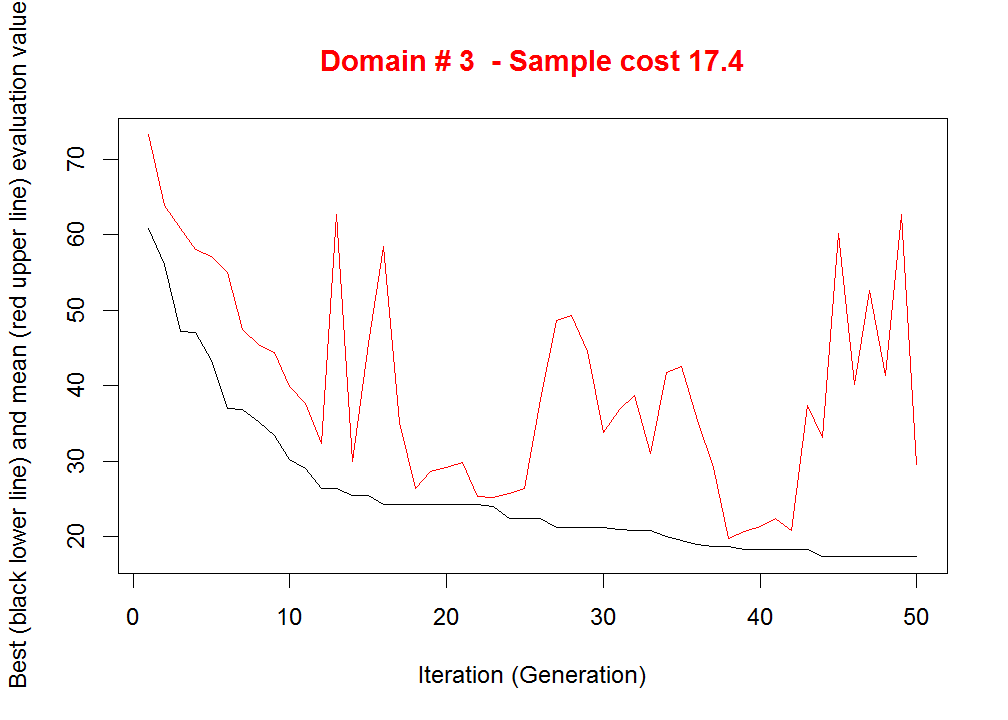 Domain # 3  - Sample cost 17.4
Best (black lower line) and mean (red upper line) evaluation value
70
60
50
40
30
20
0 10 20 30 40 50
Iteration (Generation)